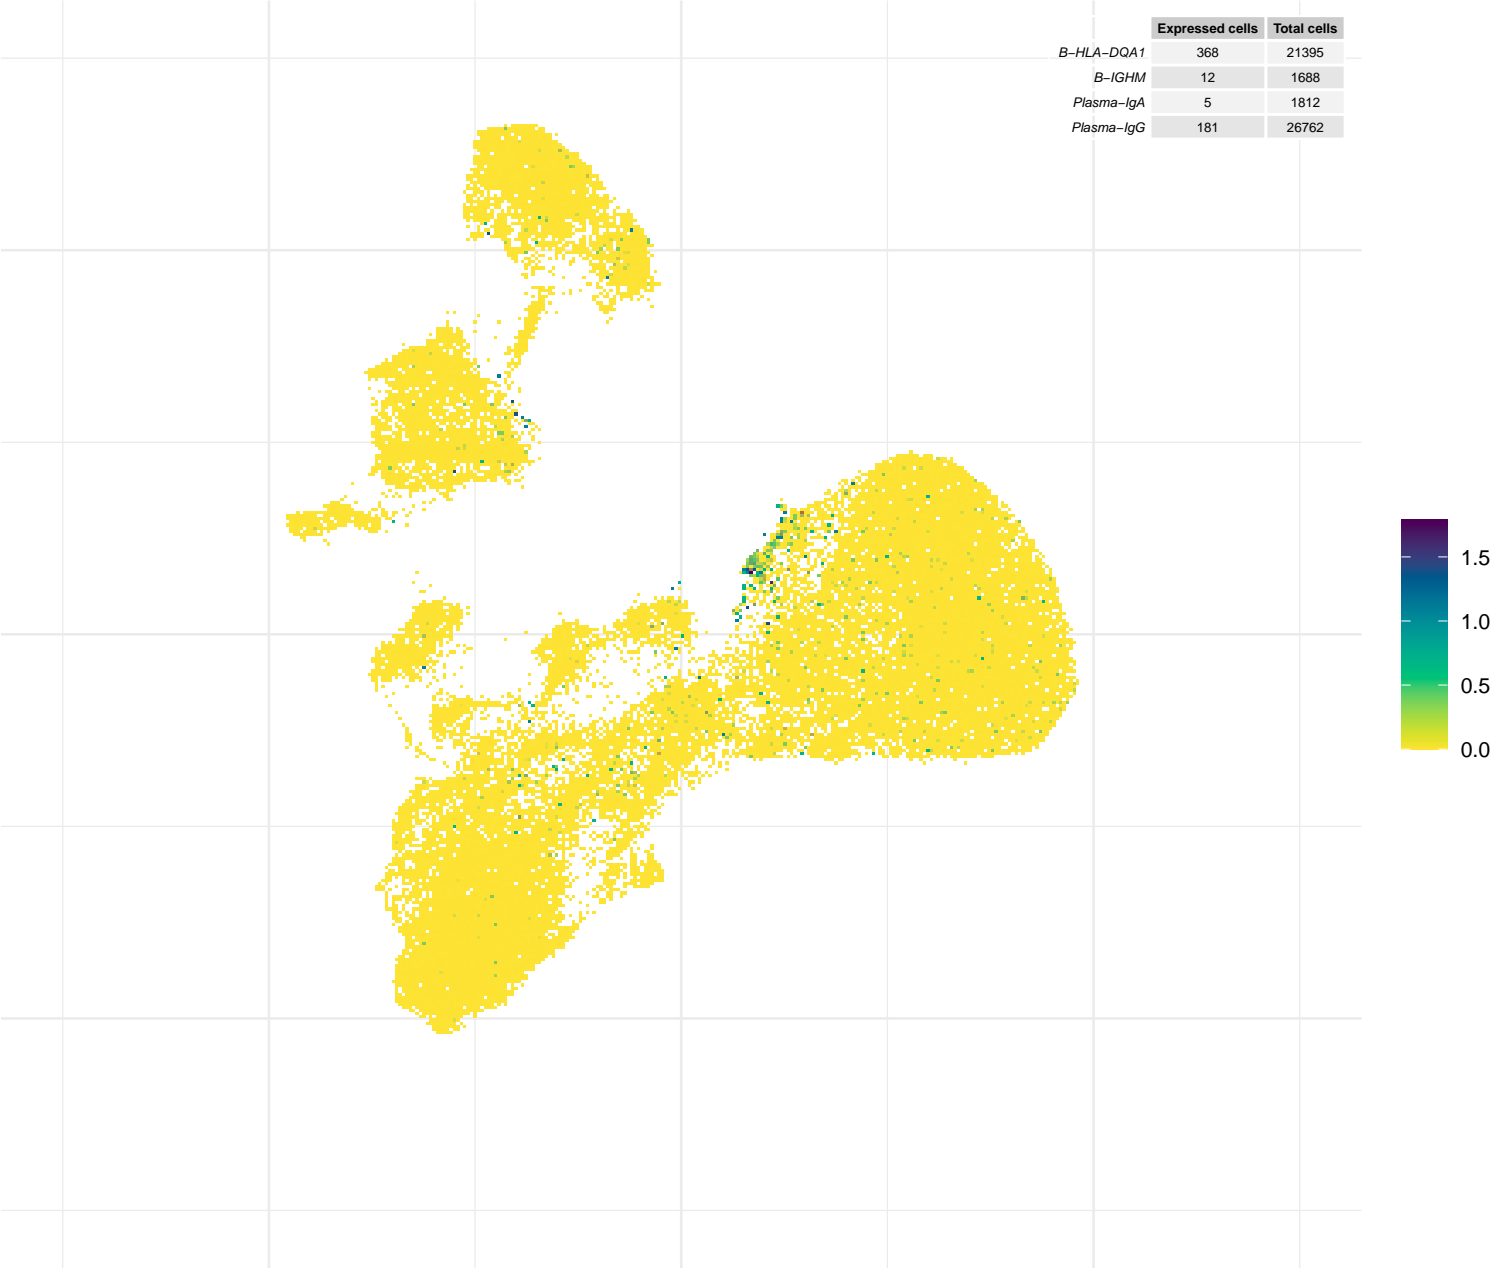 Expressed cells Total cells
B−HLA−DQA1 368 21395
B−IGHM 12 1688
Plasma−IgA 5 1812
Plasma−IgG 181 26762
1.5
1.0
0.5
0.0